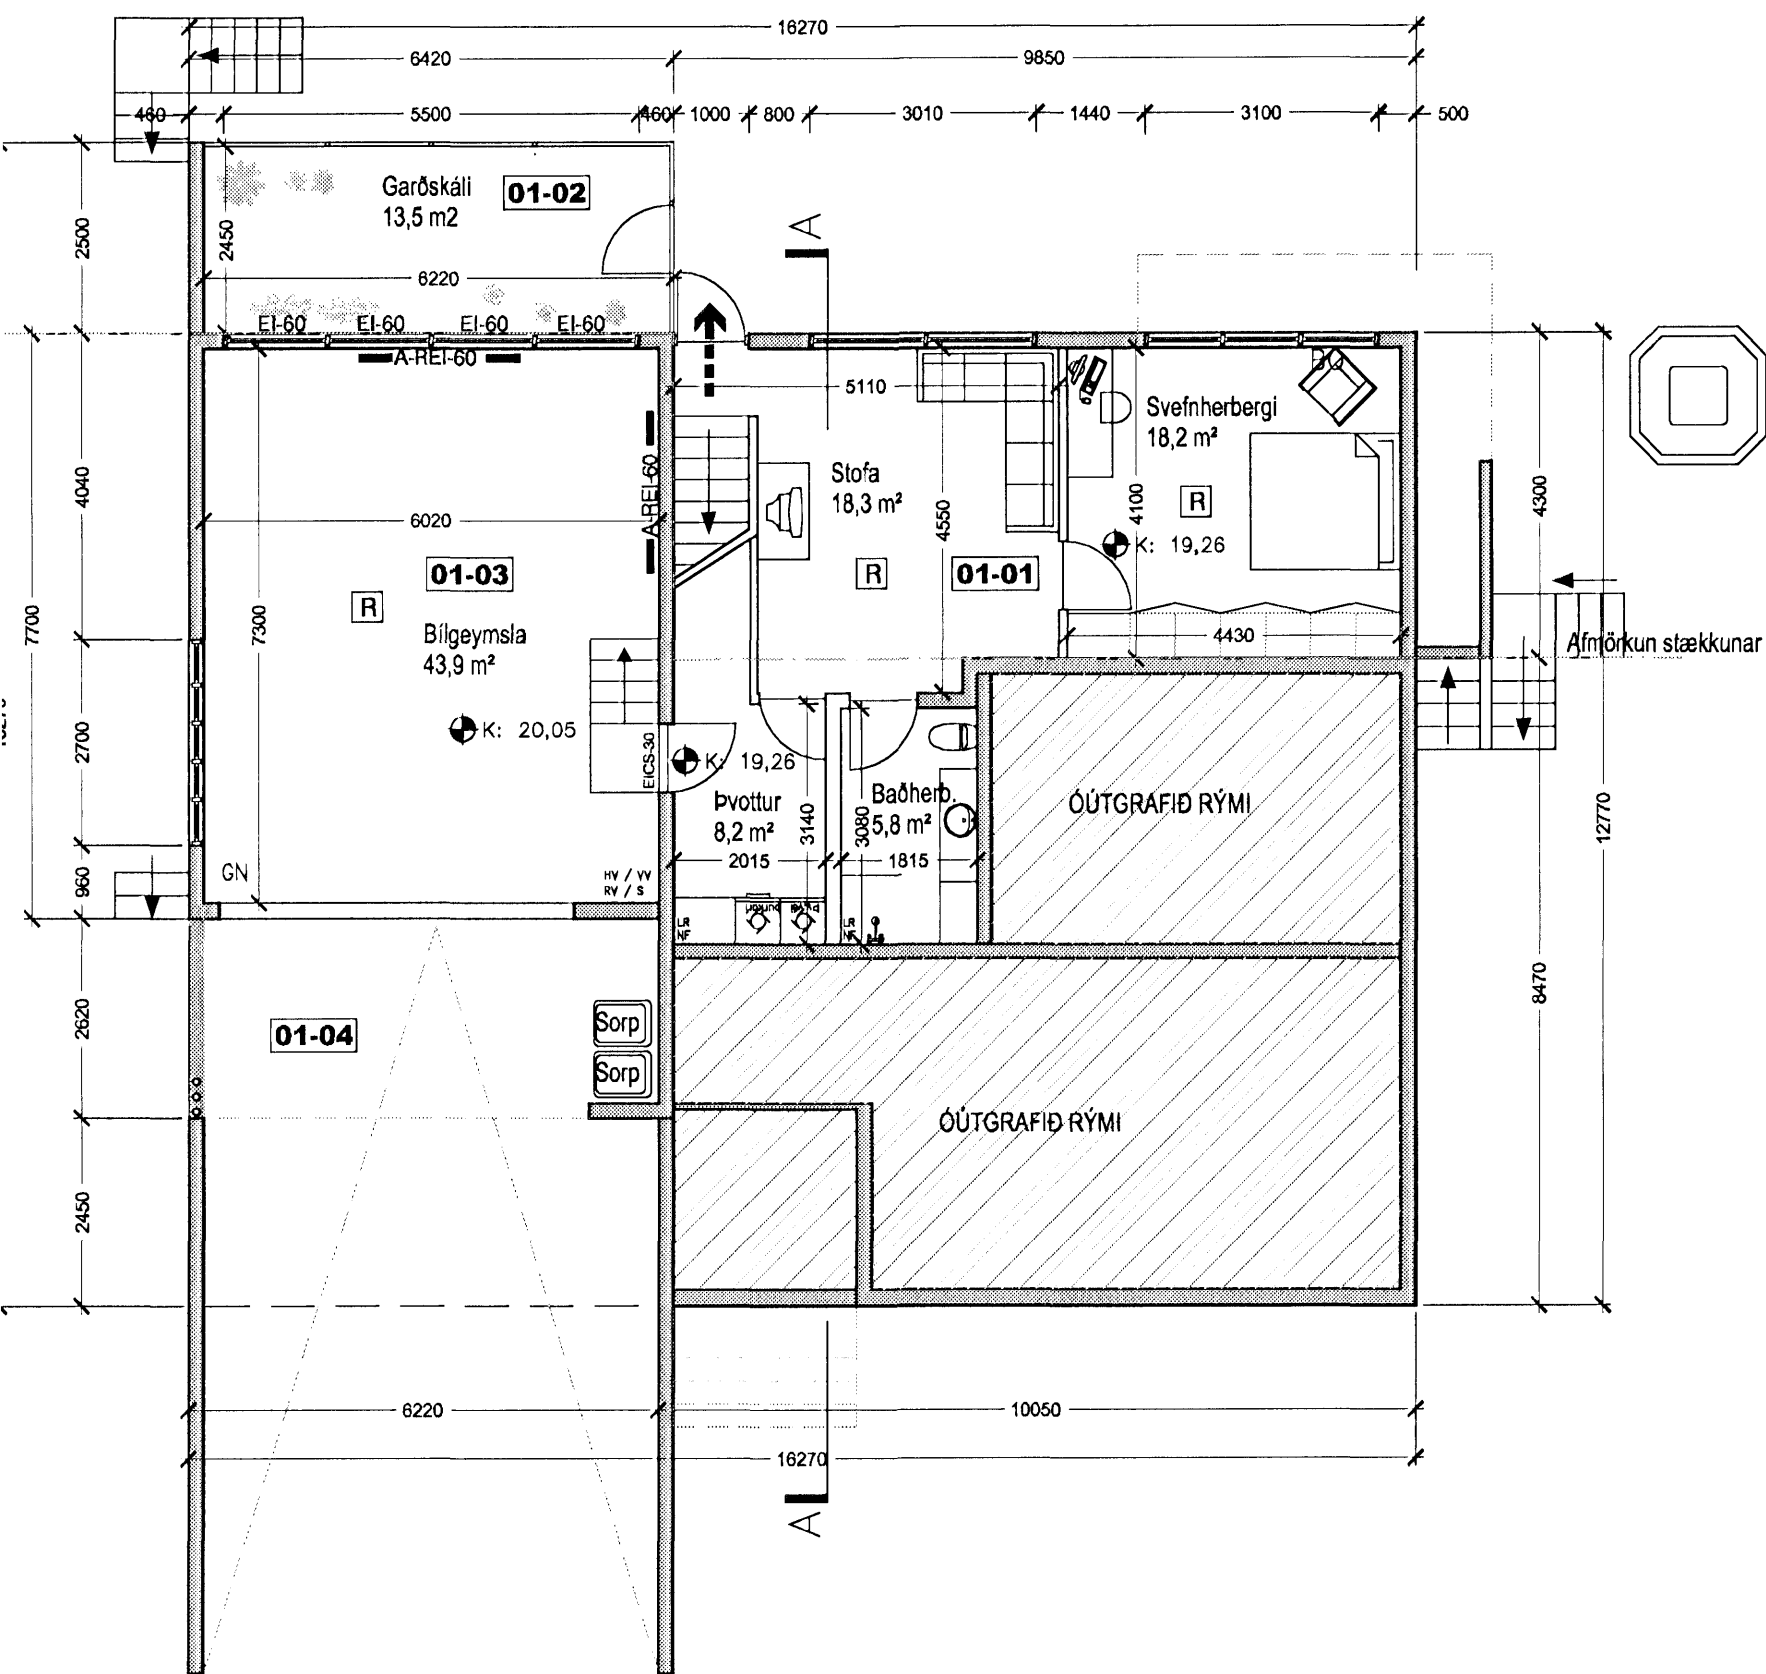 16270
6420
9850
460
5500
460
1000
800
3010
1440
3100
500
Garðskáli
13,5 m2
01-02
2500
2450
6220
A
EI-60
EI-60
EI-60
EI-60
A-REI-60
5110
Svefnherbergi
18,2 m²
Stofa
18,3 m²
4040
A-REI-60
4550
4100
R
4300
6020
K: 19,26
01-03
R
01-01
R
7700
7300
Bílgeymsla
43,9 m²
4430
Afmörkun stækkunar
2700
K: 20,05
EICS-30
K: 19,26
Þvottur
8,2 m²
3140
3080
Baðherb.
5,8 m²
ÓÚTGRAFIÐ RÝMI
12770
2015
1815
960
GN
HV / VV
RV / S
LR
NF
LR
NF
8470
2620
01-04
Sorp
Sorp
ÓÚTGRAFIÐ RÝMI
2450
6220
10050
16270
A